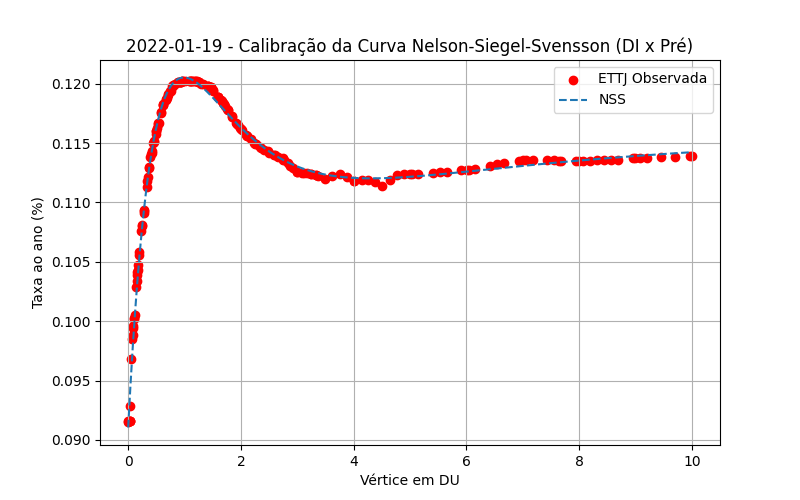 2022-01-19 - Calibração da Curva Nelson-Siegel-Svensson (DI x Pré)
ETTJ Observada
NSS
0.120
0.115
0.110
0.105
0.100
0.095
0.090
Taxa ao ano (%)
0 2 4 6 8 10
Vértice em DU